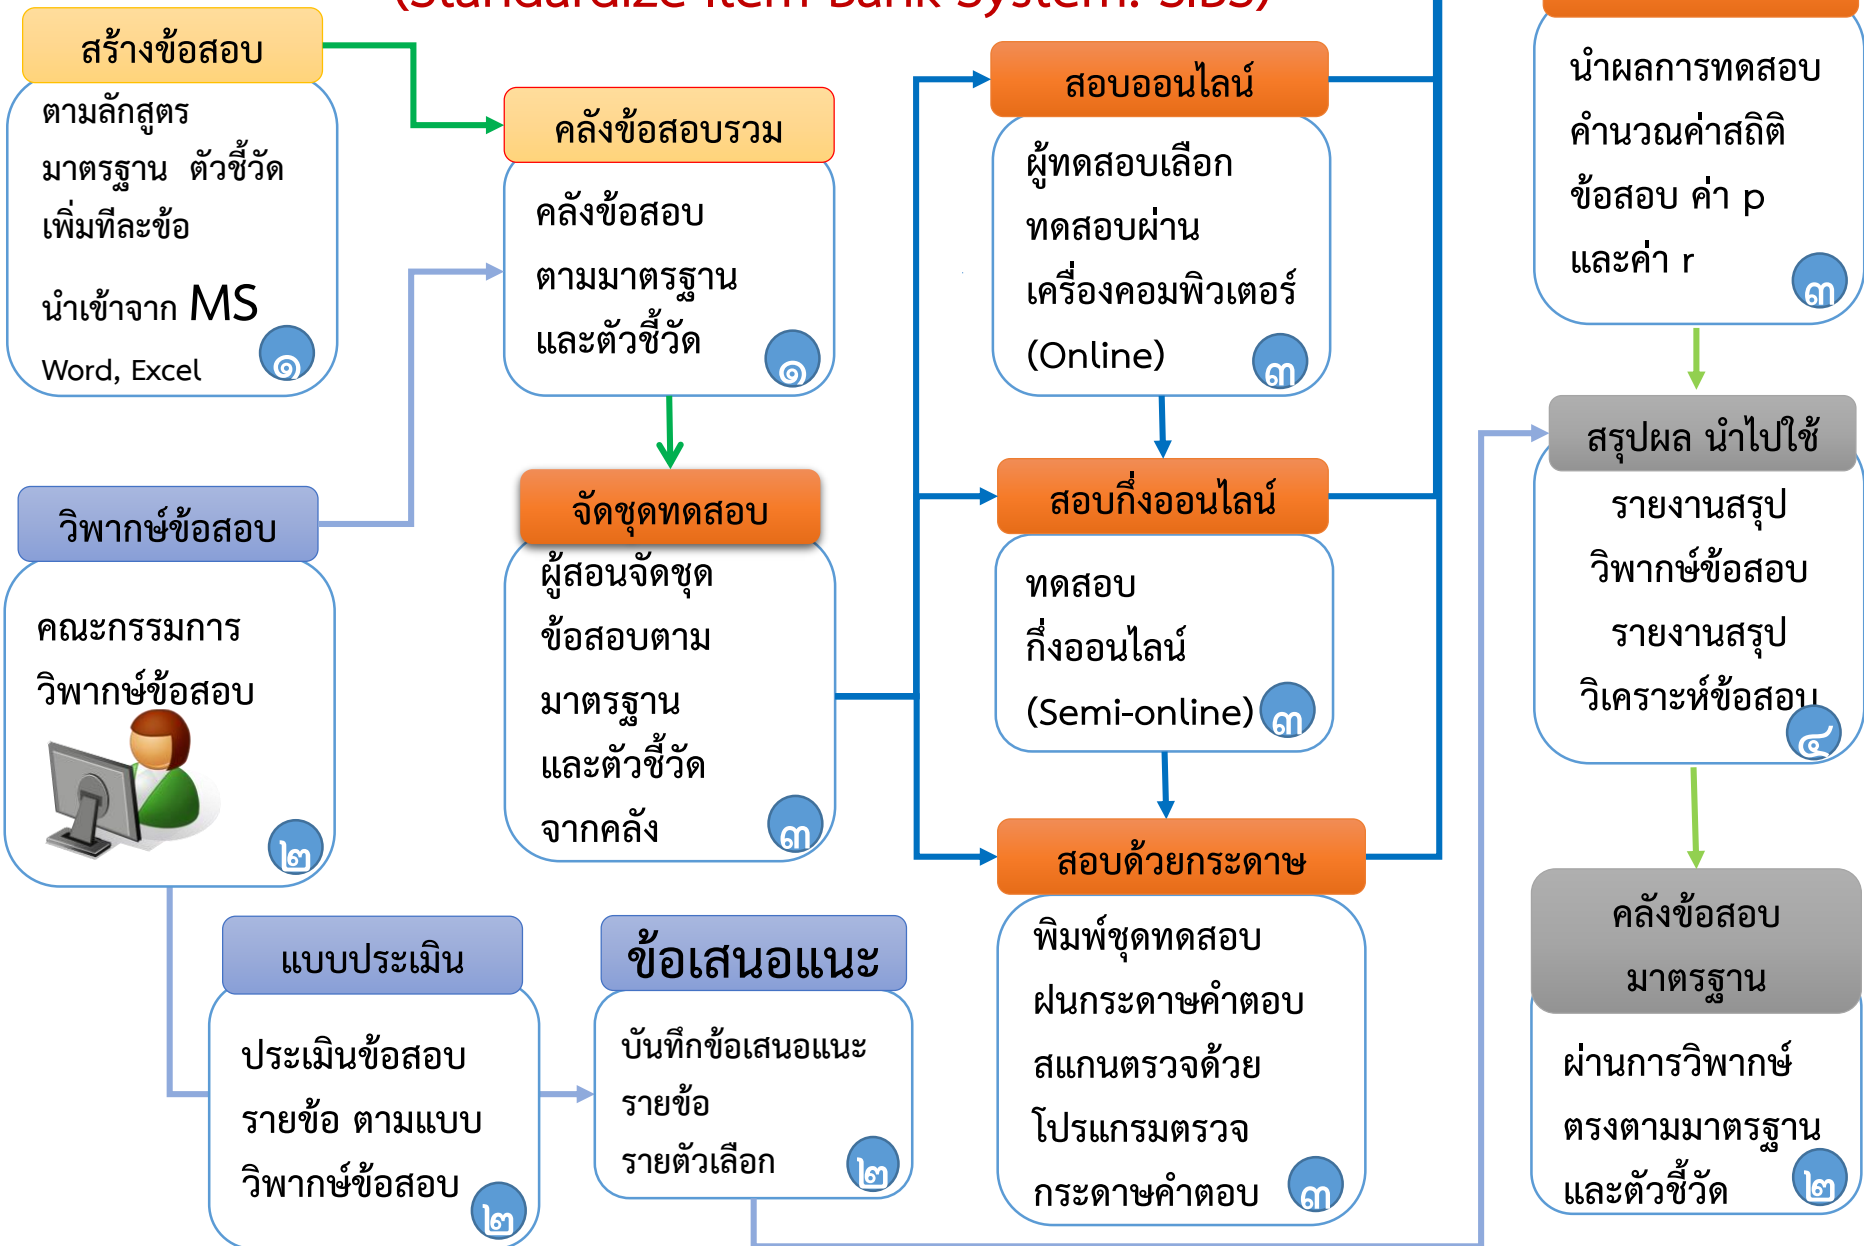 (Standardize Item Bank System: SIBS)
สร้างข้อสอบ
ตามลักสูตร
มาตรฐาน ตัวชี้วัด
เพิ่มทีละข้อ
นำเข้าจาก MS
Word, Excel
๑
คลังข้อสอบรวม
คลังข้อสอบ
ตามมาตรฐาน
และตัวชี้วัด
๑
วิพากษ์ข้อสอบ
คณะกรรมการ
วิพากษ์ข้อสอบ
๒
จัดชุดทดสอบ
ผู้สอนจัดชุด
ข้อสอบตาม
มาตรฐาน
และตัวชี้วัด
จากคลัง
๓
แบบประเมิน
ประเมินข้อสอบ
รายข้อ ตามแบบ
วิพากษ์ข้อสอบ
๒
ข้อเสนอแนะ
บันทึกข้อเสนอแนะ
รายข้อ
รายตัวเลือก
๒
สอบออนไลน์
ผู้ทดสอบเลือก
ทดสอบผ่าน
เครื่องคอมพิวเตอร์
(Online)
๓
สอบกึ่งออนไลน์
ทดสอบ
กึ่งออนไลน์
(Semi-online)
๓
สอบด้วยกระดาษ
พิมพ์ชุดทดสอบ
ฝนกระดาษคำตอบ
สแกนตรวจด้วย
โปรแกรมตรวจ
กระดาษคำตอบ
๓
นำผลการทดสอบ
คำนวณค่าสถิติ
ข้อสอบ ค่า p
และค่า r
๓
สรุปผล นำไปใช้
รายงานสรุป
วิพากษ์ข้อสอบ
รายงานสรุป
วิเคราะห์ข้อสอบ
๔
คลังข้อสอบ
มาตรฐาน
ผ่านการวิพากษ์
ตรงตามมาตรฐาน
และตัวชี้วัด
๒